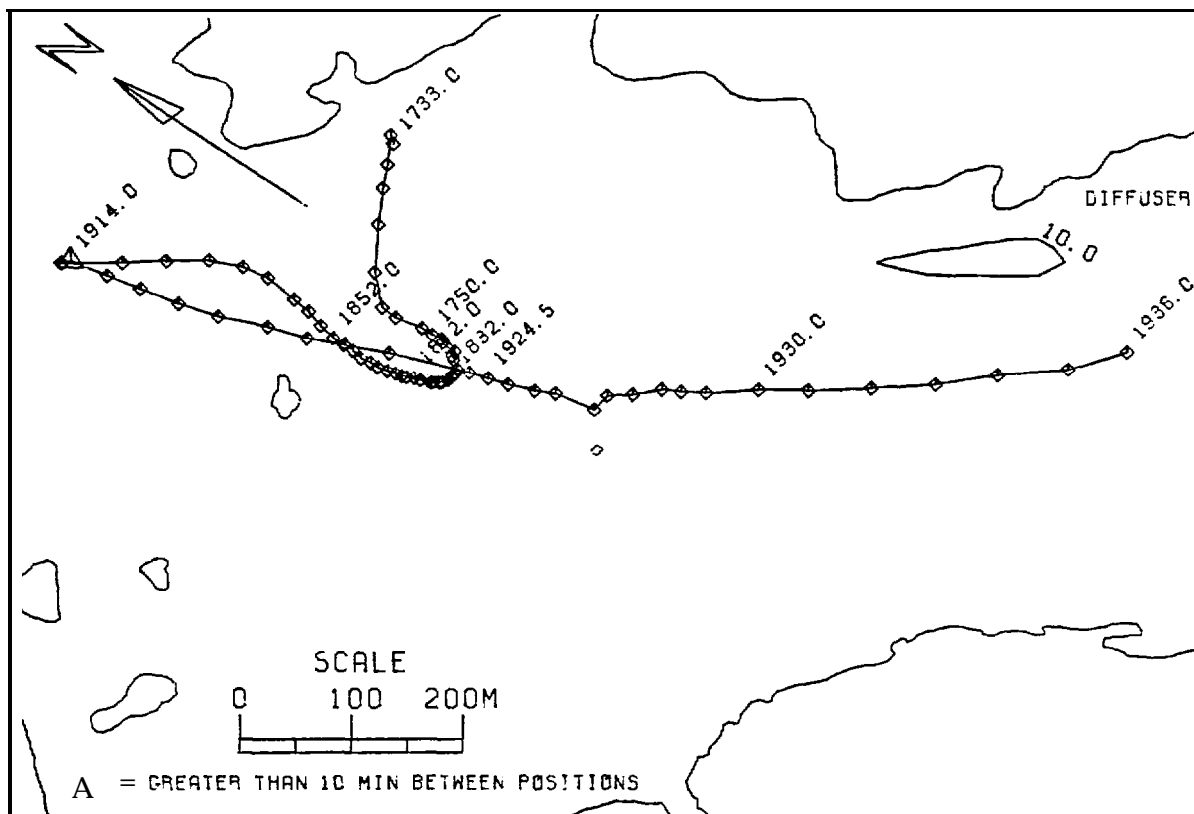 N
1733.0
DIFFUSER
1914.0
10.0
1852.0
1750.0
1832.0
1924.5
1930.0
1936.0
SCALE
0 100 200M
A = GREATER THAN 10 MIN BETWEEN POSITIONS